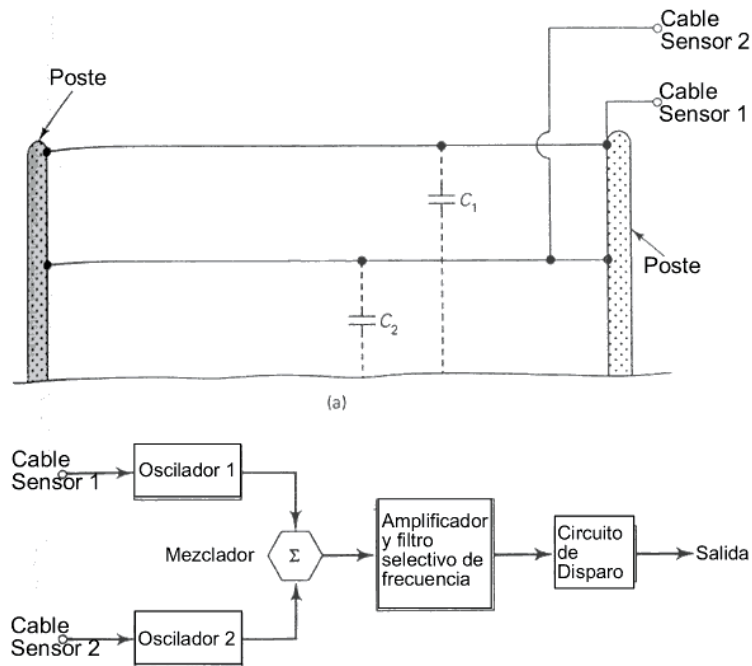 Cable
Sensor 2
Poste
Cable
Sensor 1
C1
Poste
C2
(a)
Cable
Sensor 1
Oscilador 1
Mezclador
Σ
Amplificador
y filtro
selectivo de
frecuencia
Circuito
de
Disparo
Salida
Cable
Sensor 2
Oscilador 2